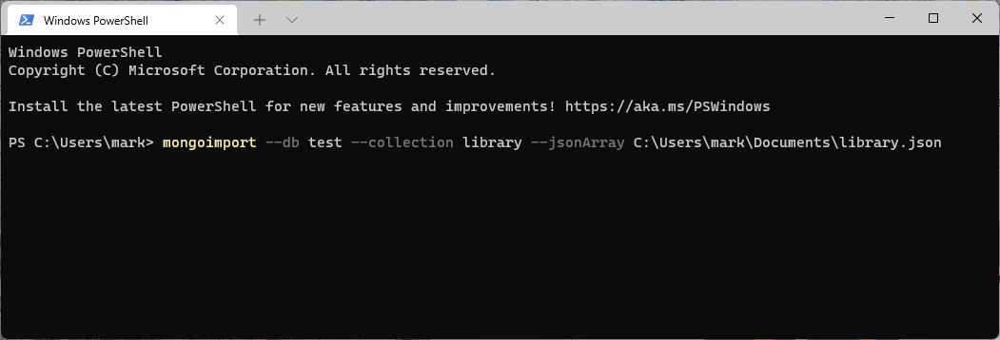 Windows PowerShell
Windows PowerShell
Copyright (C) Microsoft Corporation. All rights reserved.
Install the latest PowerShell for new features and improvements! https://aka.ms/PSWindows
PS C:\Users\mark> mongoimport --db test --collection library --jsonArray C:\Users\mark\Documents\library.json